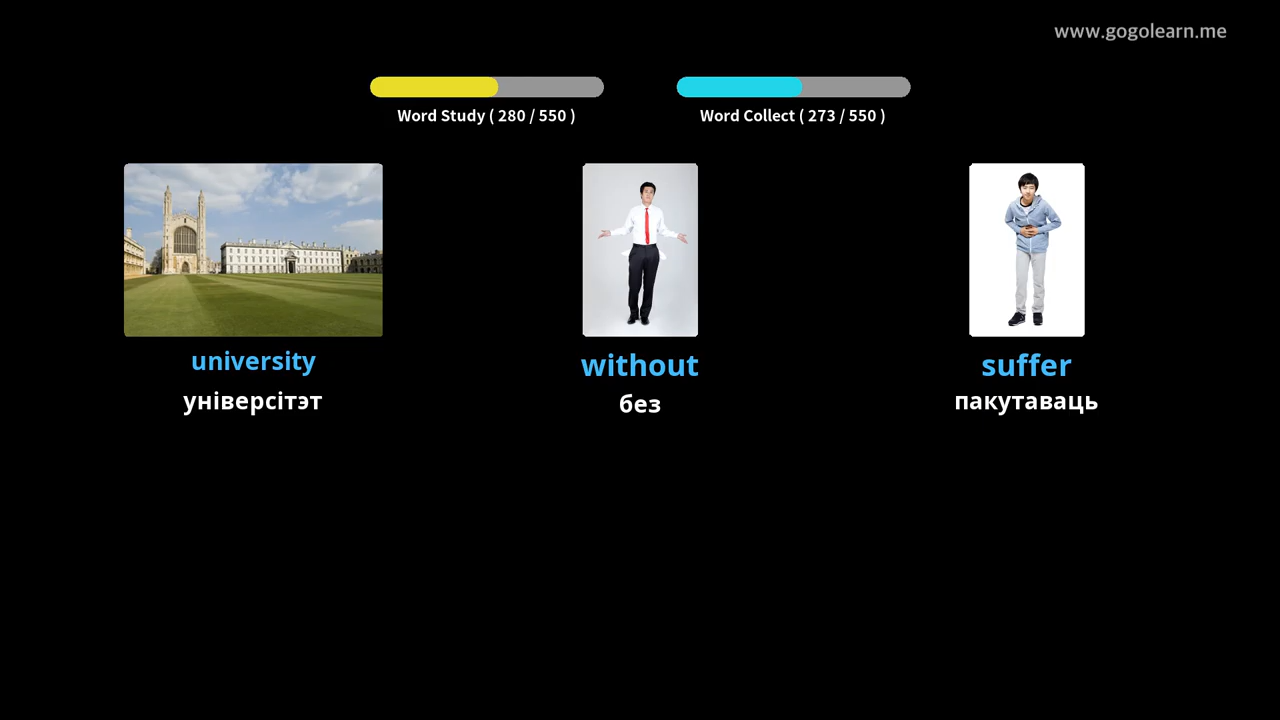 www.gogolearn.me
Word Study ( 280 / 550 )
Word Collect ( 273 / 550 )
university
without
suffer
універсітэт
без
пакутаваць